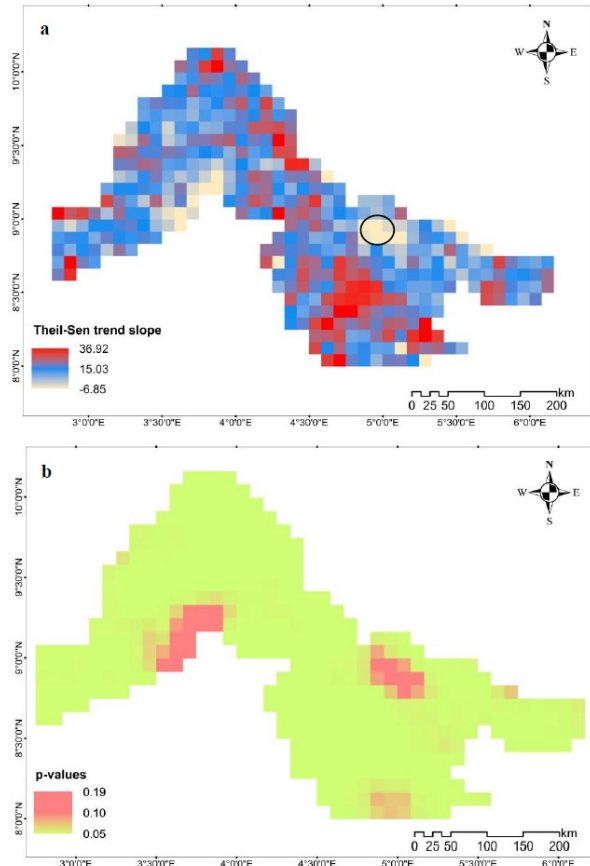 a
N
W E
S
10°0'0"N
9°30'0"N
9°0'0"N
8°30'0"N
8°0'0"N
Theil-Sen trend slope
36.92
15.03
-6.85
km
0 25 50 100 150 200
3°0'0"E 3°30'0"E 4°0'0"E 4°30'0"E 5°0'0"E 5°30'0"E 6°0'0"E
b
N
W E
S
10°0'0"N
9°30'0"N
9°0'0"N
8°30'0"N
8°0'0"N
p-values
0.19
0.10
0.05
km
0 25 50 100 150 200
3°0'0"E 3°30'0"E 4°0'0"E 4°30'0"E 5°0'0"E 5°30'0"E 6°0'0"E